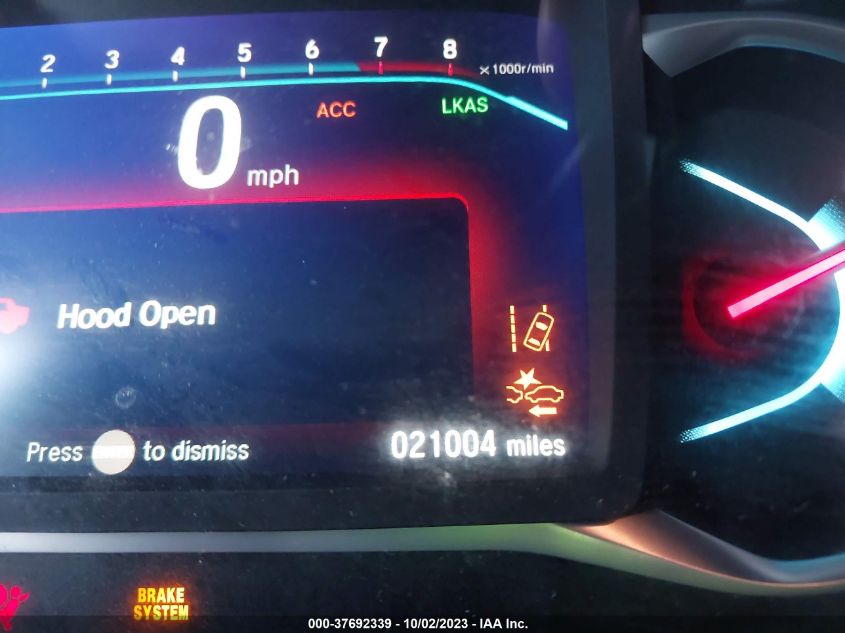 2 3 4 5 6 7 8 ×1000r/min
ACC LKAS
0 mph
Hood Open
Press to dismiss
021004 miles
BRAKE
SYSTEM
000-37692339 - 10/02/2023 - IAA Inc.